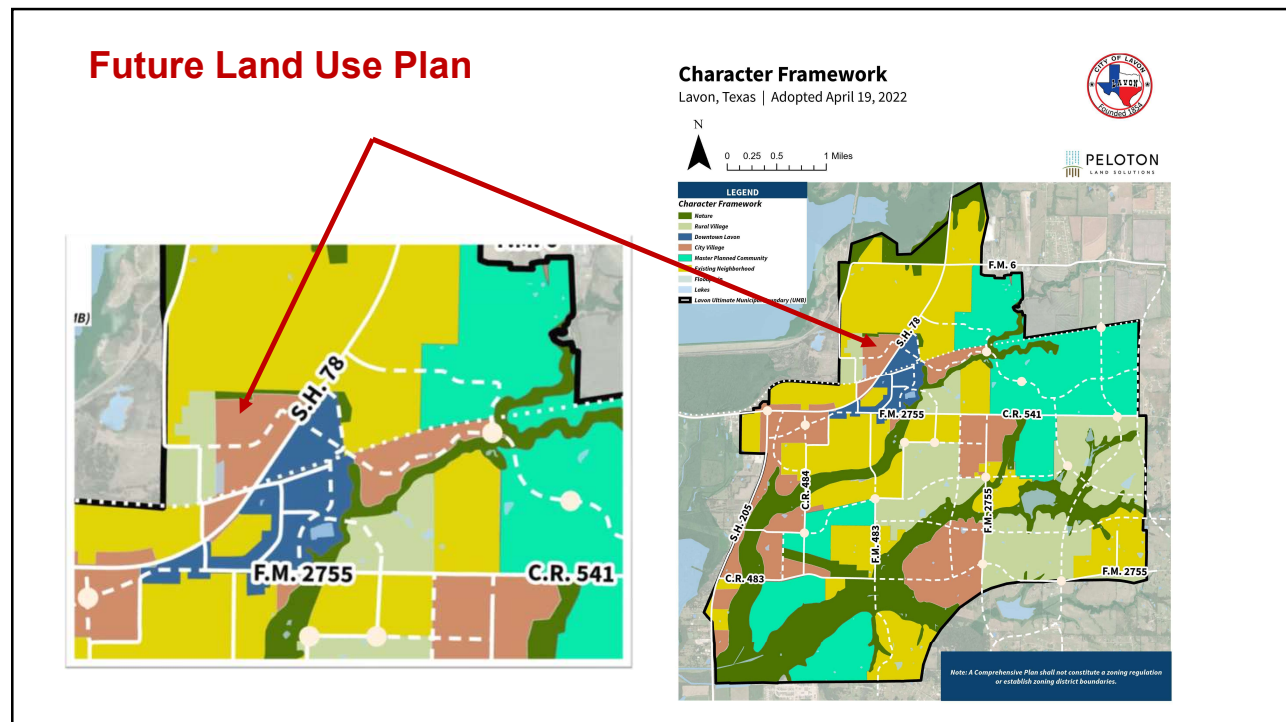 Future Land Use Plan
Character Framework
Lavon, Texas | Adopted April 19, 2022
CITY OF LAVON
LAVON
Founded 1854
N
0 0.25 0.5 1 Miles
PELOTON
LAND SOLUTIONS
LEGEND
Character Framework
Nature
Rural Village
Downtown Lavon
City Village
Master Planned Community
Existing Neighborhood
Floodplain
Lakes
Lavon Ultimate Municipal Boundary (UMB)
F.M. 6
S.H. 78
F.M. 2755
C.R. 541
C.R. 484
S.H. 205
F.M. 2755
F.M. 483
C.R. 483
F.M. 2755
Note: A Comprehensive Plan shall not constitute a zoning regulation
or establish zoning district boundaries.
MB)
S.H. 78
F.M. 2755
C.R. 541